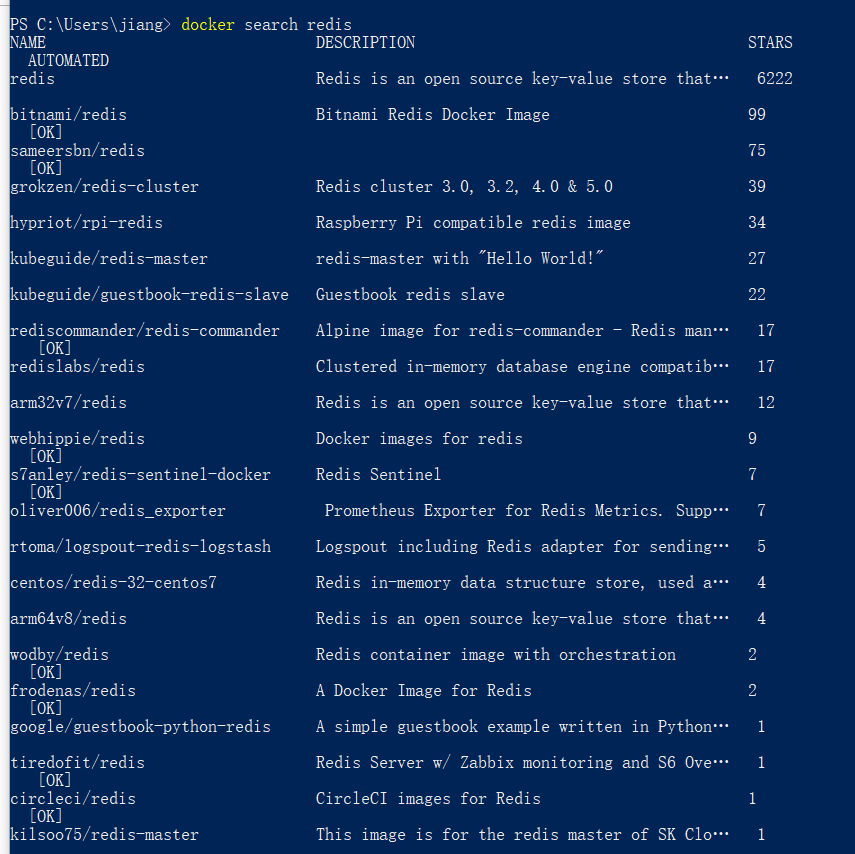 PS C:\Users\jiang> docker search redis
NAME DESCRIPTION STARS
AUTOMATED
redis Redis is an open source key-value store that… 6222
bitnami/redis Bitnami Redis Docker Image 99
[OK]
sameersbn/redis 75
[OK]
grokzen/redis-cluster Redis cluster 3.0, 3.2, 4.0 & 5.0 39
hypriot/rpi-redis Raspberry Pi compatible redis image 34
kubeguide/redis-master redis-master with "Hello World!" 27
kubeguide/guestbook-redis-slave Guestbook redis slave 22
rediscommander/redis-commander Alpine image for redis-commander - Redis man… 17
[OK]
redislabs/redis Clustered in-memory database engine compatib… 17
arm32v7/redis Redis is an open source key-value store that… 12
webhippie/redis Docker images for redis 9
[OK]
s7anley/redis-sentinel-docker Redis Sentinel 7
[OK]
oliver006/redis_exporter Prometheus Exporter for Redis Metrics. Supp… 7
rtoma/logspout-redis-logstash Logspout including Redis adapter for sending… 5
centos/redis-32-centos7 Redis in-memory data structure store, used a… 4
arm64v8/redis Redis is an open source key-value store that… 4
wodby/redis Redis container image with orchestration 2
[OK]
frodenas/redis A Docker Image for Redis 2
[OK]
google/guestbook-python-redis A simple guestbook example written in Python… 1
tiredofit/redis Redis Server w/ Zabbix monitoring and S6 Ove… 1
[OK]
circleci/redis CircleCI images for Redis 1
[OK]
kilsoo75/redis-master This image is for the redis master of SK Clo… 1